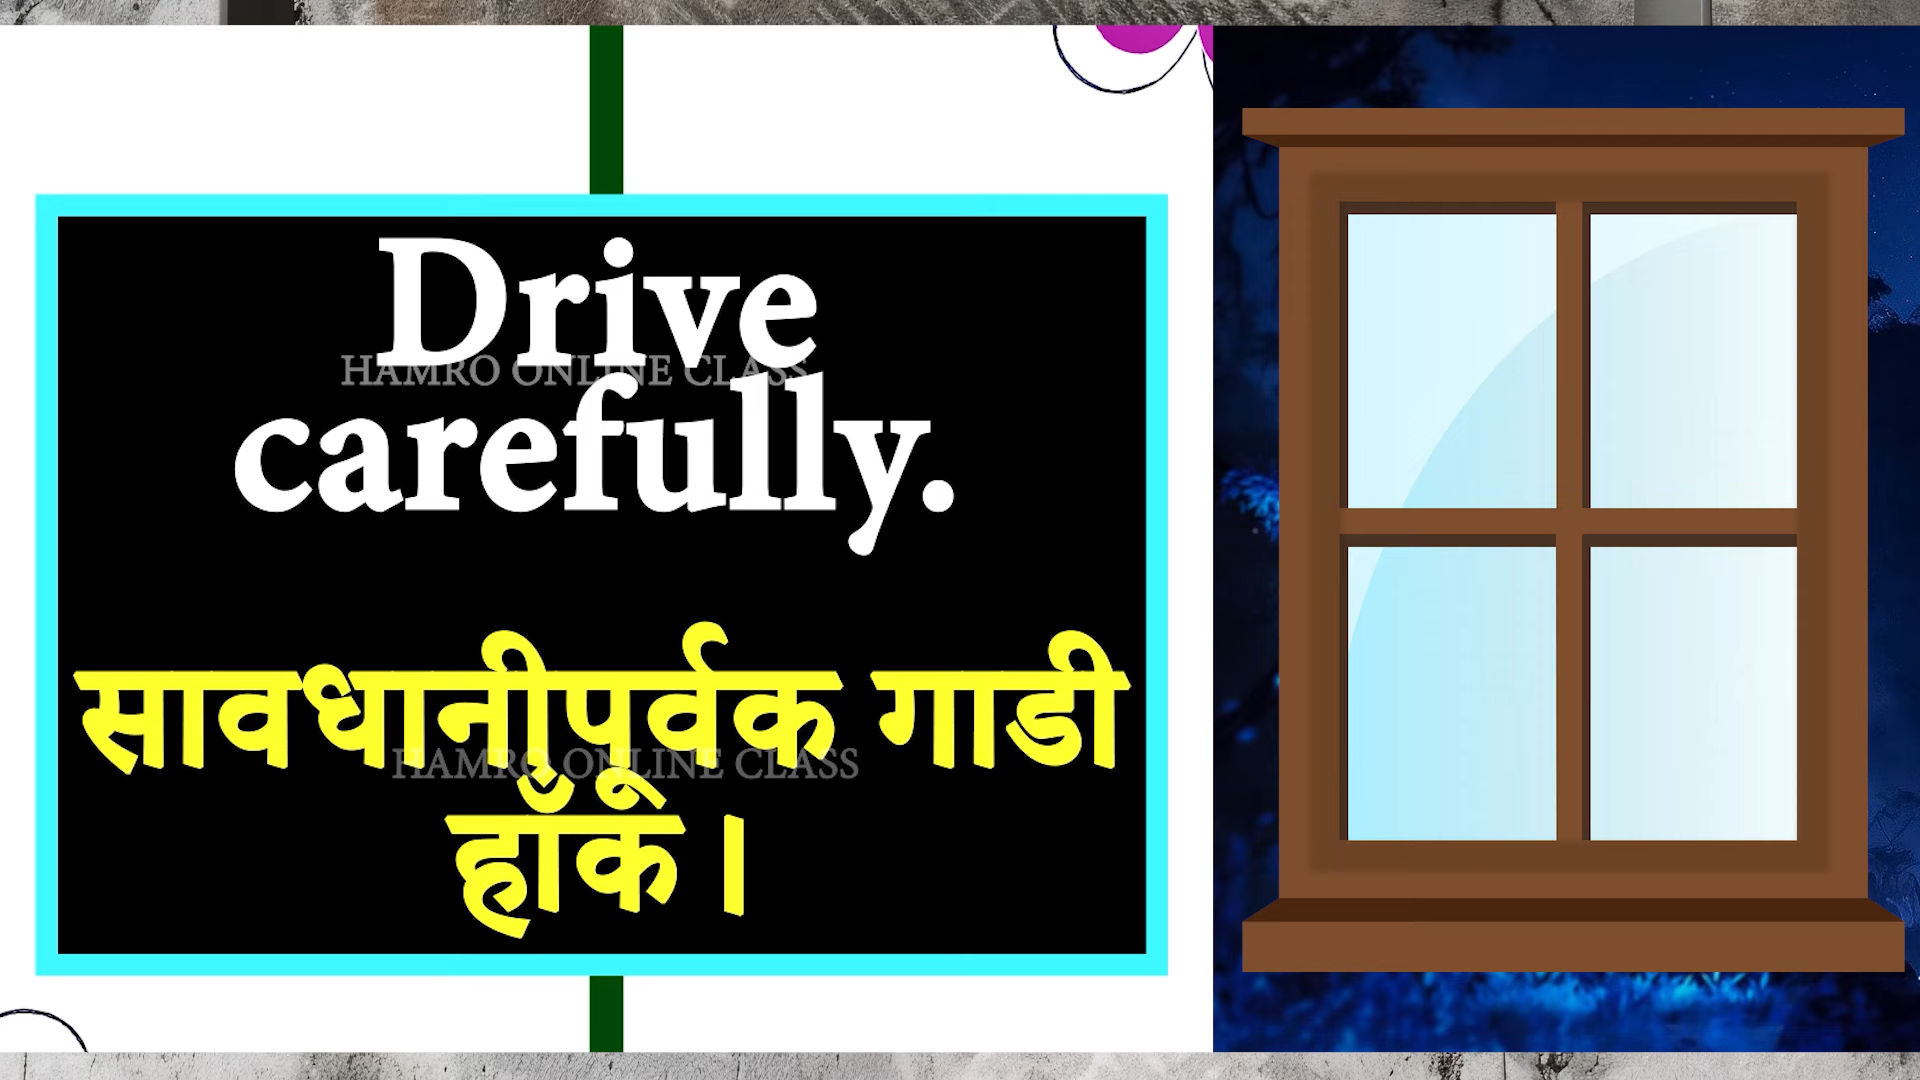 Drive
HAMRO ONLINE CLASS
carefully.
सावधानीपूर्वक गाडी
HAMRO ONLINE CLASS
हाँक।